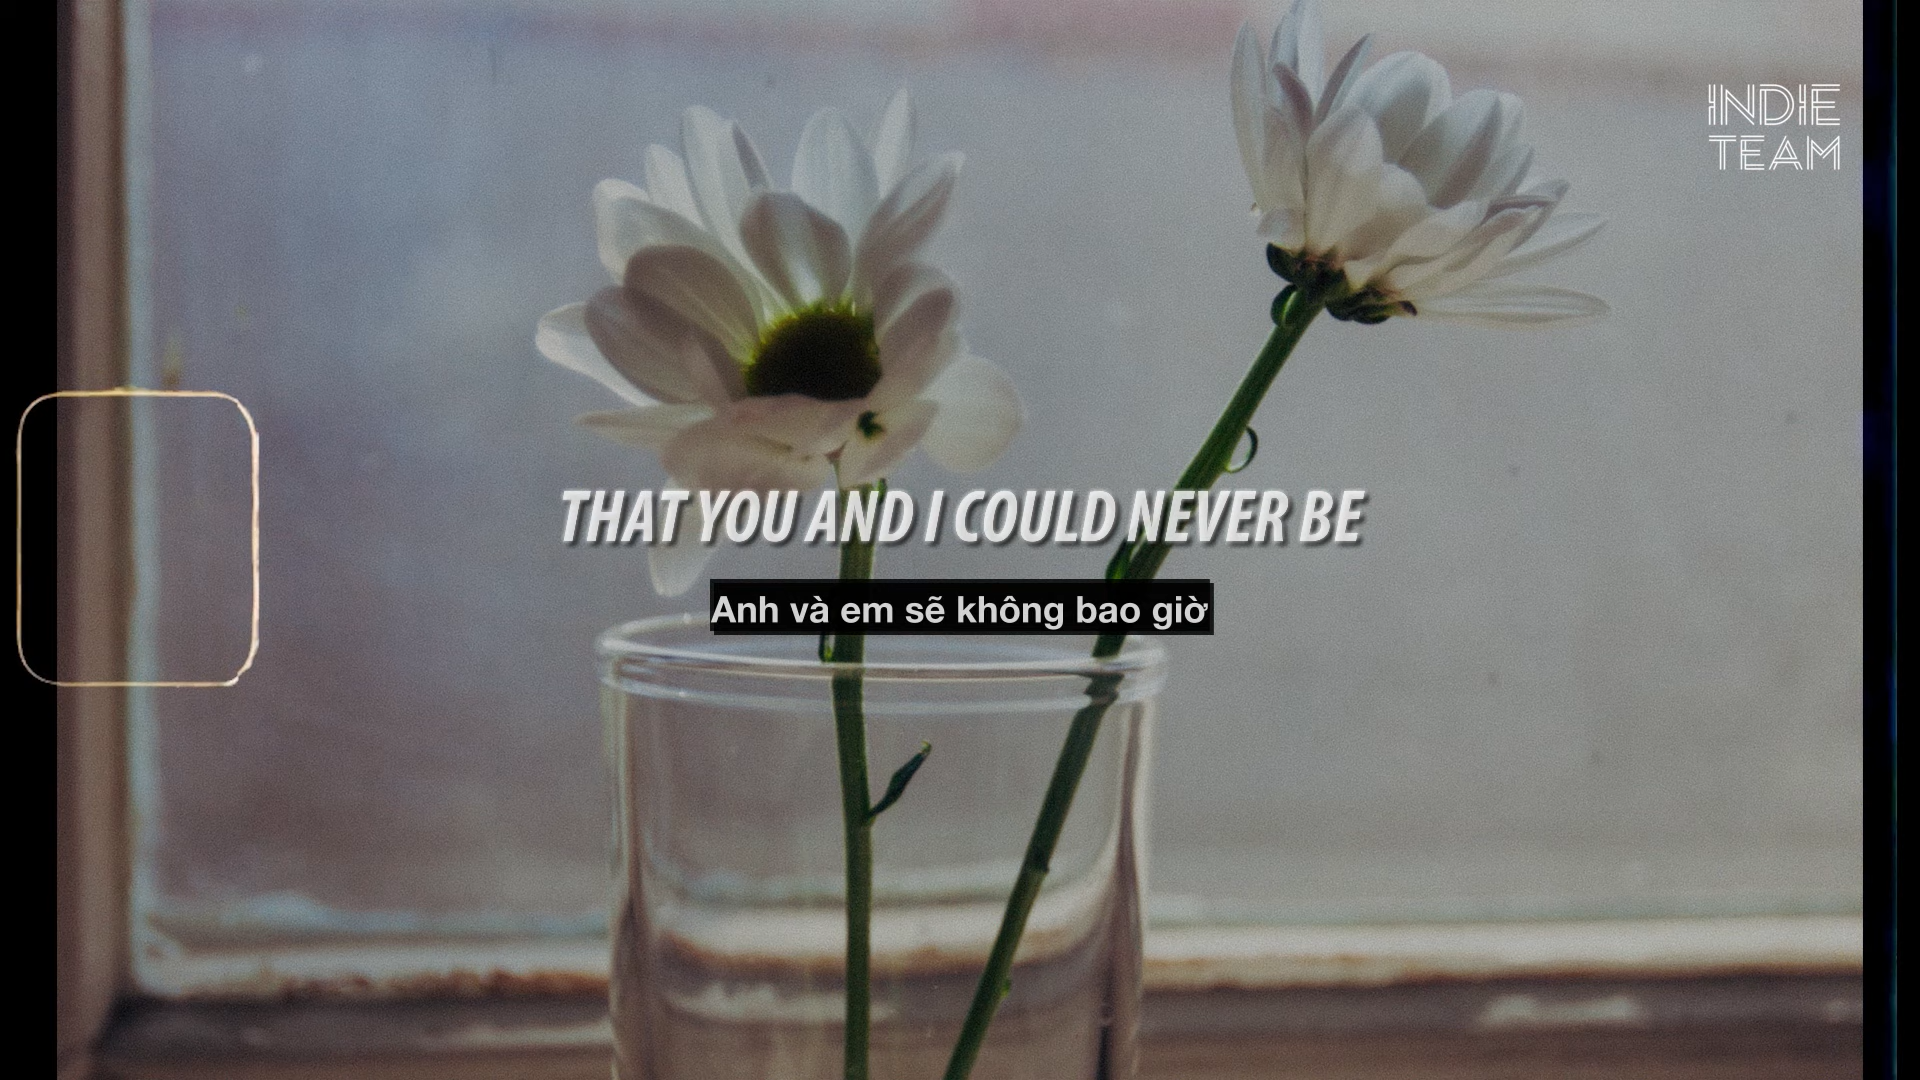 INDIE
TEAM
THAT YOU AND I COULD NEVER BE
Anh và em sẽ không bao giờ